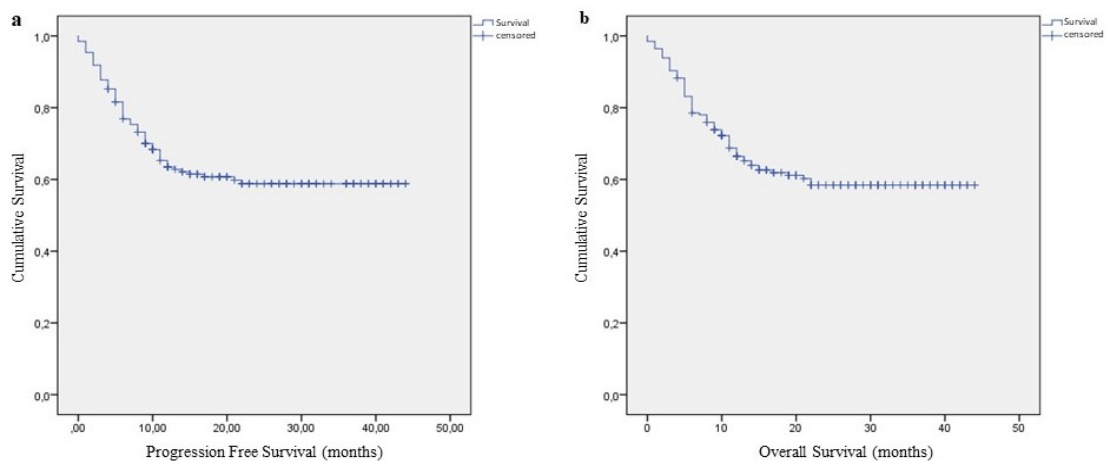 a
Survival
censored
1,0
0,8
0,6
0,4
0,2
0,0
,00 10,00 20,00 30,00 40,00 50,00
Cumulative Survival
Progression Free Survival (months)
b
Survival
censored
1,0
0,8
0,6
0,4
0,2
0,0
0 10 20 30 40 50
Cumulative Survival
Overall Survival (months)